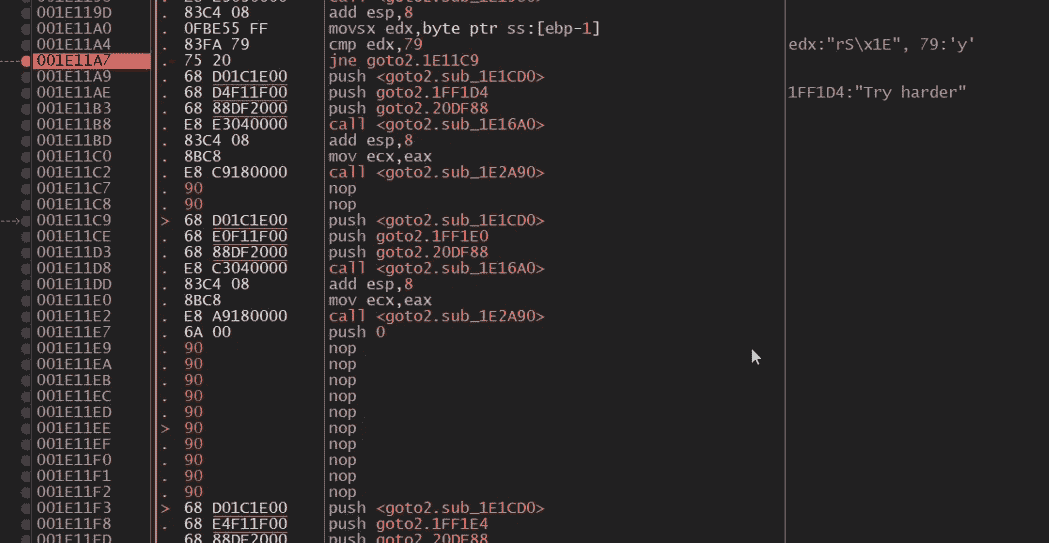 001E119D . 83C4 08 add esp,8
001E11A0 . 0FBE55 FF movsx edx,byte ptr ss:[ebp-1]
001E11A4 . 83FA 79 cmp edx,79 edx:"rS\x1E", 79:'y'
001E11A7 . 75 20 jne goto2.1E11C9
001E11A9 . 68 D01C1E00 push <goto2.sub_1E1CD0>
001E11AE . 68 D4F11F00 push goto2.1FF1D4 1FF1D4:"Try harder"
001E11B3 . 68 88DF2000 push goto2.20DF88
001E11B8 . E8 E3040000 call <goto2.sub_1E16A0>
001E11BD . 83C4 08 add esp,8
001E11C0 . 8BC8 mov ecx,eax
001E11C2 . E8 C9180000 call <goto2.sub_1E2A90>
001E11C7 . 90 nop
001E11C8 . 90 nop
001E11C9 > 68 D01C1E00 push <goto2.sub_1E1CD0>
001E11CE . 68 E0F11F00 push goto2.1FF1E0
001E11D3 . 68 88DF2000 push goto2.20DF88
001E11D8 . E8 C3040000 call <goto2.sub_1E16A0>
001E11DD . 83C4 08 add esp,8
001E11E0 . 8BC8 mov ecx,eax
001E11E2 . E8 A9180000 call <goto2.sub_1E2A90>
001E11E7 . 6A 00 push 0
001E11E9 . 90 nop
001E11EA . 90 nop
001E11EB . 90 nop
001E11EC . 90 nop
001E11ED . 90 nop
001E11EE > 90 nop
001E11EF . 90 nop
001E11F0 . 90 nop
001E11F1 . 90 nop
001E11F2 . 90 nop
001E11F3 > 68 D01C1E00 push <goto2.sub_1E1CD0>
001E11F8 . 68 E4F11F00 push goto2.1FF1E4
001E11FD . 68 88DF2000 push goto2.20DF88